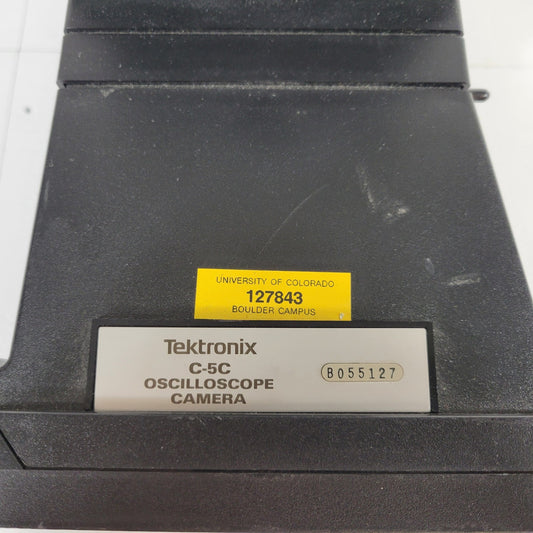 UNIVERSITY OF COLORADO
127843
BOULDER CAMPUS
Tektronix
C-5C
OSCILLOSCOPE
CAMERA
B055127